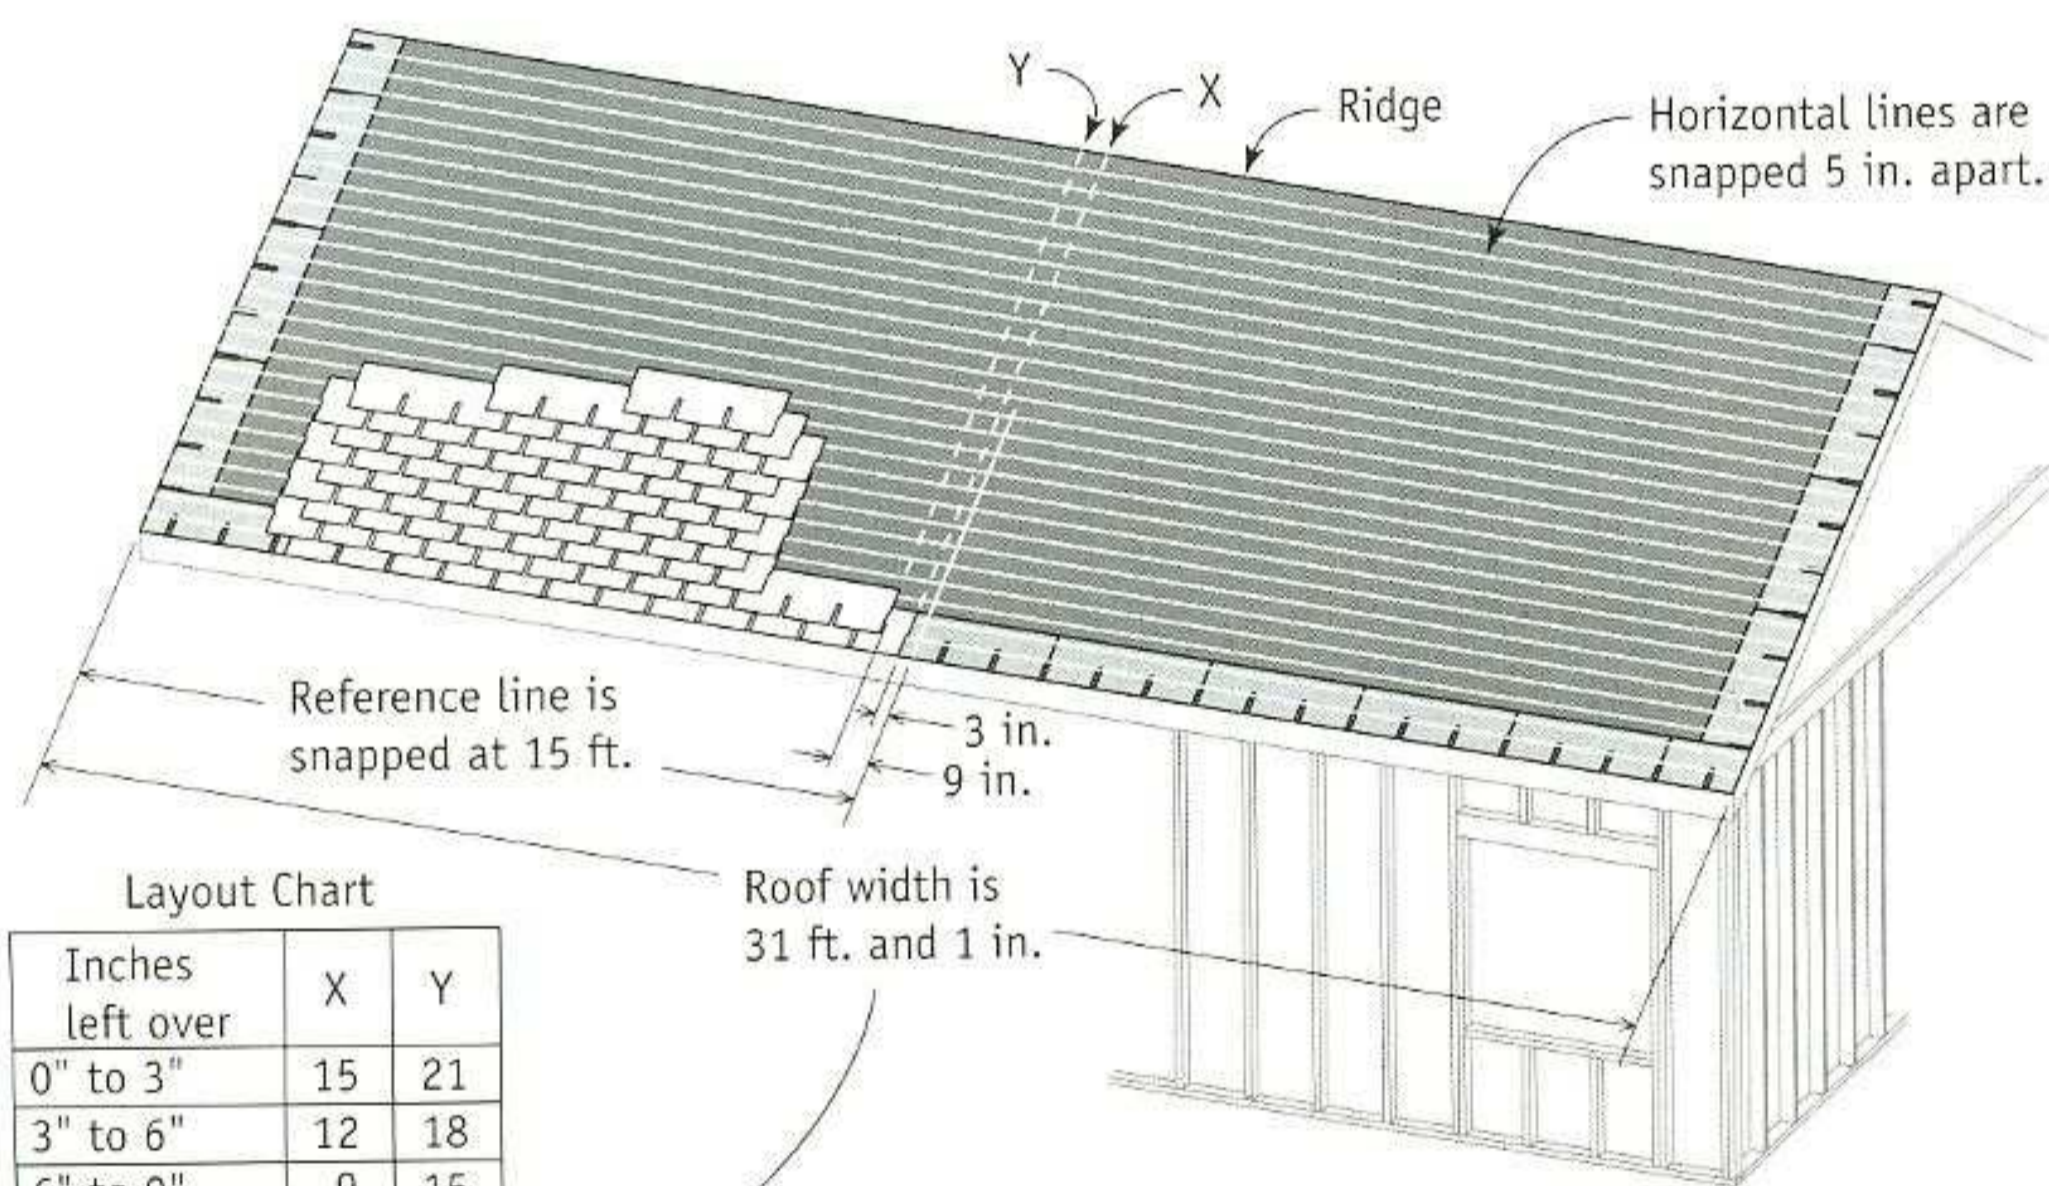 Y
X
Ridge
Horizontal lines are
snapped 5 in. apart.
Reference line is
snapped at 15 ft.
3 in.
9 in.
Roof width is
31 ft. and 1 in.
Layout Chart
Inches
left over
X
Y
0" to 3" 15 21
3" to 6" 12 18